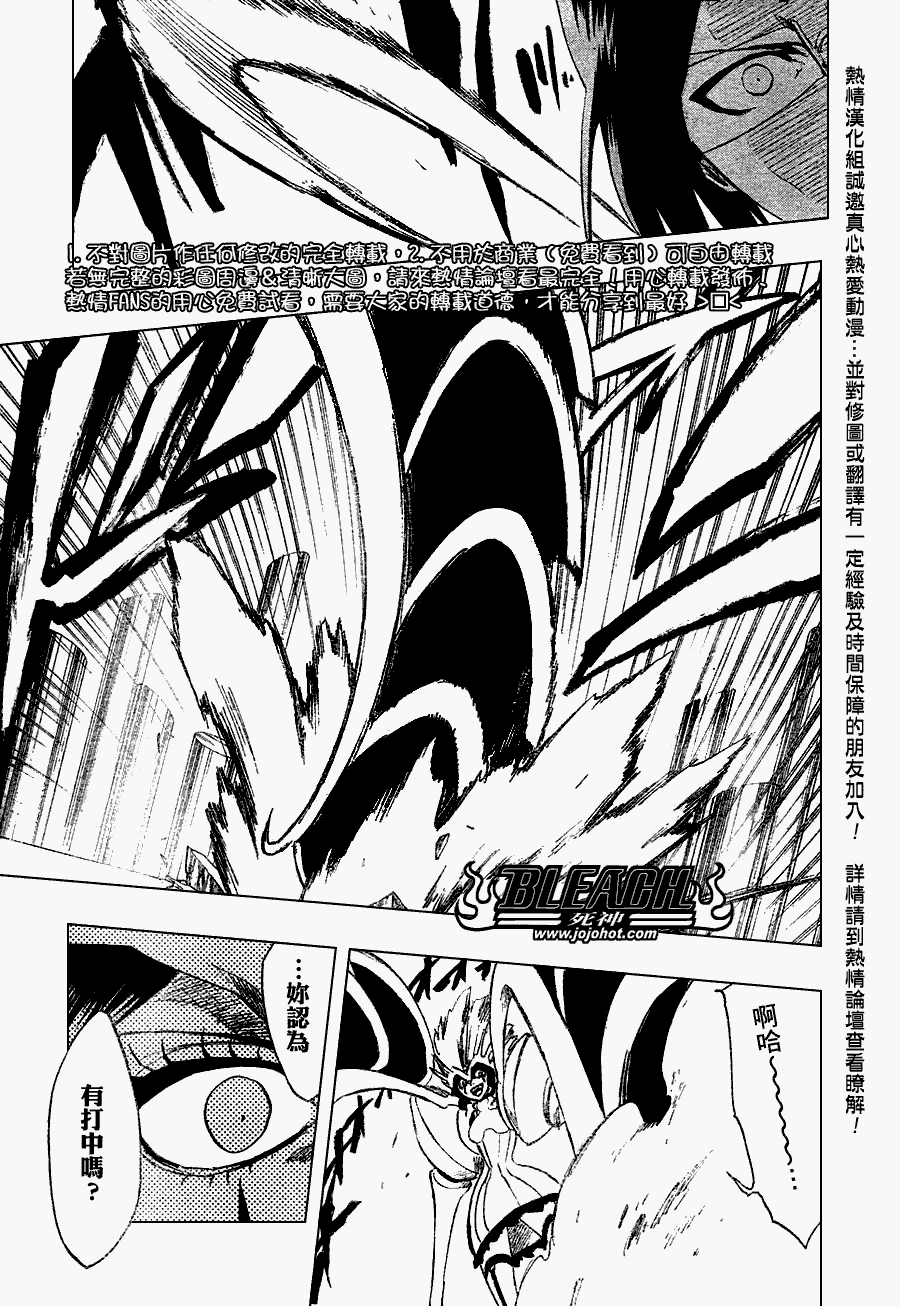 1. 不對圖片作任何修改的完全轉載，2. 不用於商業（免費看到）可自由轉載
若無完整的彩圖周漫&清晰大圖，請來熱情論壇看最完全！用心轉載發佈、
熱情FANS的用心免費試看，需要大家的轉載道德，才能分享到最好 >□<
熱情漢化組誠邀真心熱愛動漫…並對修圖或翻譯有一定經驗及時間保障的朋友加入！ 詳情請到熱情論壇查看瞭解！
BLEACH
死神
www.jojohot.com
啊哈～～～～…
…妳認為
有打中嗎？